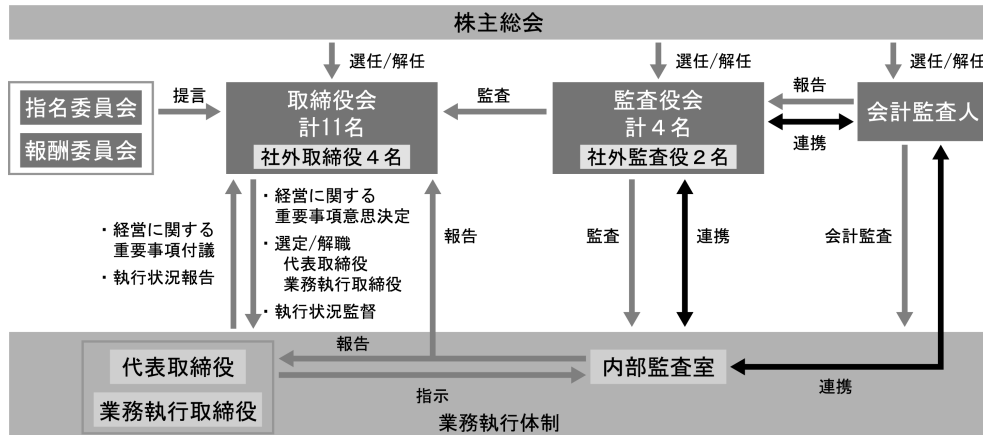 株主総会
選任/解任
選任/解任
選任/解任
指名委員会
報酬委員会
提言
取締役会
計11名
社外取締役4名
監査
監査役会
計4名
社外監査役2名
報告
連携
会計監査人
・経営に関する
重要事項付議
・執行状況報告
・経営に関する
重要事項意思決定
・選定/解職
代表取締役
業務執行取締役
・執行状況監督
報告
監査
連携
会計監査
代表取締役
業務執行取締役
報告
指示
内部監査室
連携
業務執行体制